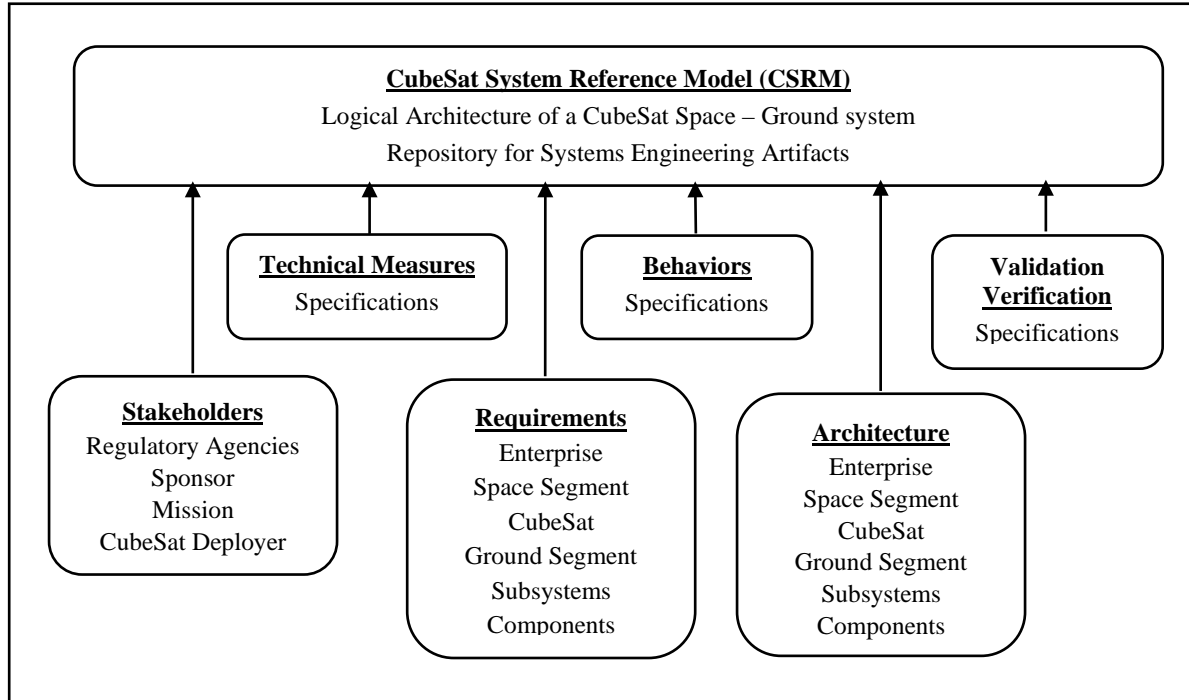 CubeSat System Reference Model (CSRM)
Logical Architecture of a CubeSat Space – Ground system
Repository for Systems Engineering Artifacts
Technical Measures
Specifications
Behaviors
Specifications
Validation
Verification
Specifications
Stakeholders
Regulatory Agencies
Sponsor
Mission
CubeSat Deployer
Requirements
Enterprise
Space Segment
CubeSat
Ground Segment
Subsystems
Components
Architecture
Enterprise
Space Segment
CubeSat
Ground Segment
Subsystems
Components